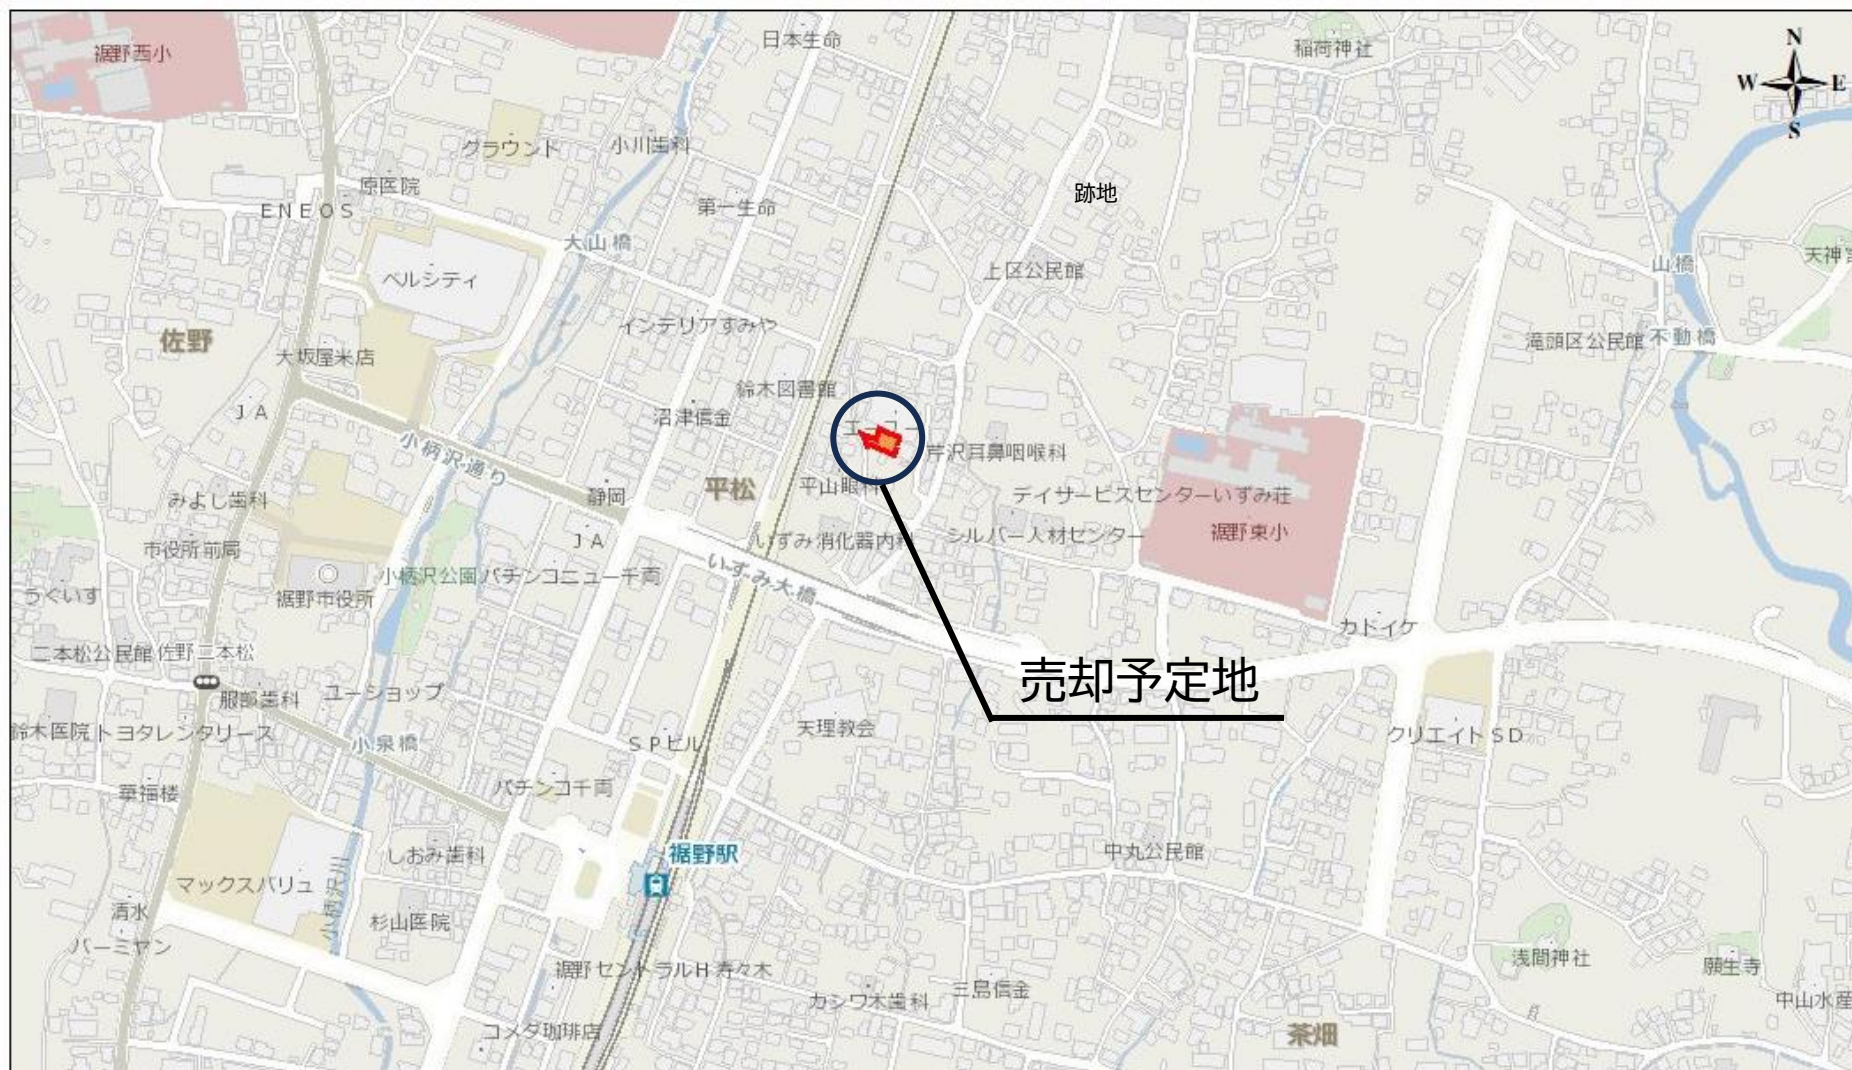 裾野西小
日本生命
稲荷神社
N
W
E
S
グラウンド
小川歯科
原医院
ENEOS
第一生命
跡地
大山橋
ベルシティ
上区公民館
山橋
佐野
インテリアすみや
大坂屋米店
滝頭区公民館
不動橋
鈴木図書館
JA
沼津信金
小柄沢通り
芹沢耳鼻咽喉科
みよし歯科
静岡
平松
平山眼科
デイサービスセンターいずみ荘
市役所前局
JA
いずみ消化器内科
シルバー人材センター
裾野東小
うぐいす
裾野市役所
小柄沢公園
パチンコニュー千両
いずみ大橋
カドイケ
二本松公民館
佐野二本松
服部歯科
ユーショップ
売却予定地
鈴木医院
トヨタレンタリース
小泉橋
SPビル
天理教会
クリエイトSD
華福楼
パチンコ千両
しおみ歯科
裾野駅
中丸公民館
マックスバリュ
小柄沢川
清水
杉山医院
バーミヤン
裾野セントラルH
寿々木
浅間神社
願生寺
カシワ木歯科
三島信金
中山水産
コメダ珈琲店
茶畑